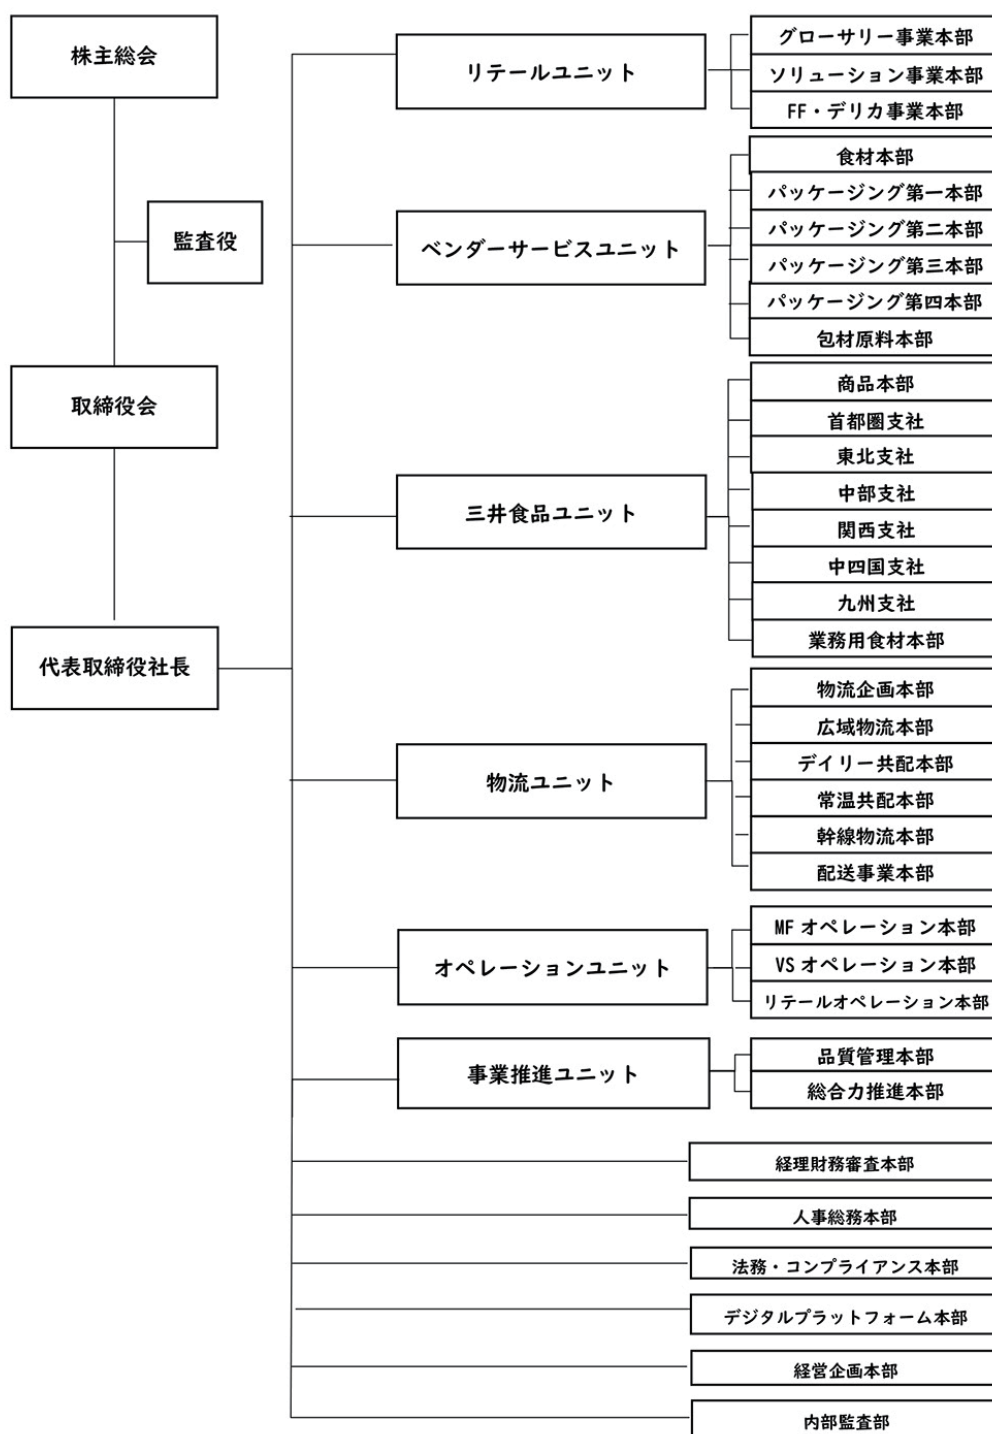 株主総会
監査役
取締役会
代表取締役社長
リテールユニット
グローサリー事業本部
ソリューション事業本部
FF・デリカ事業本部
ベンダーサービスユニット
食材本部
パッケージング第一本部
パッケージング第二本部
パッケージング第三本部
パッケージング第四本部
包材原料本部
三井食品ユニット
商品本部
首都圏支社
東北支社
中部支社
関西支社
中四国支社
九州支社
業務用食材本部
物流ユニット
物流企画本部
広域物流本部
デイリー共配本部
常温共配本部
幹線物流本部
配送事業本部
オペレーションユニット
MF オペレーション本部
VS オペレーション本部
リテールオペレーション本部
事業推進ユニット
品質管理本部
総合力推進本部
経理財務審査本部
人事総務本部
法務・コンプライアンス本部
デジタルプラットフォーム本部
経営企画本部
内部監査部